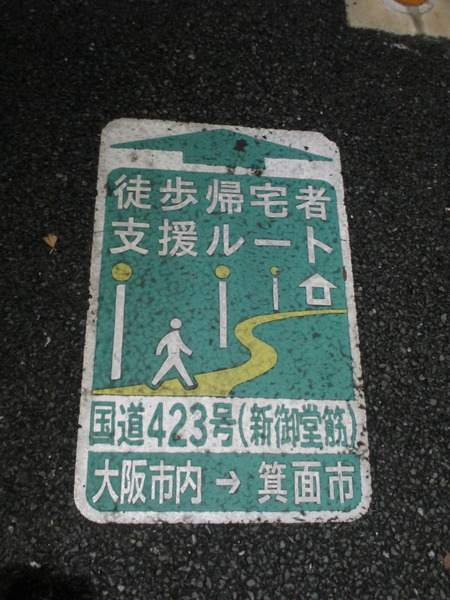 徒歩帰宅者
支援ルート
国道423号(新御堂筋)
大阪市内→箕面市